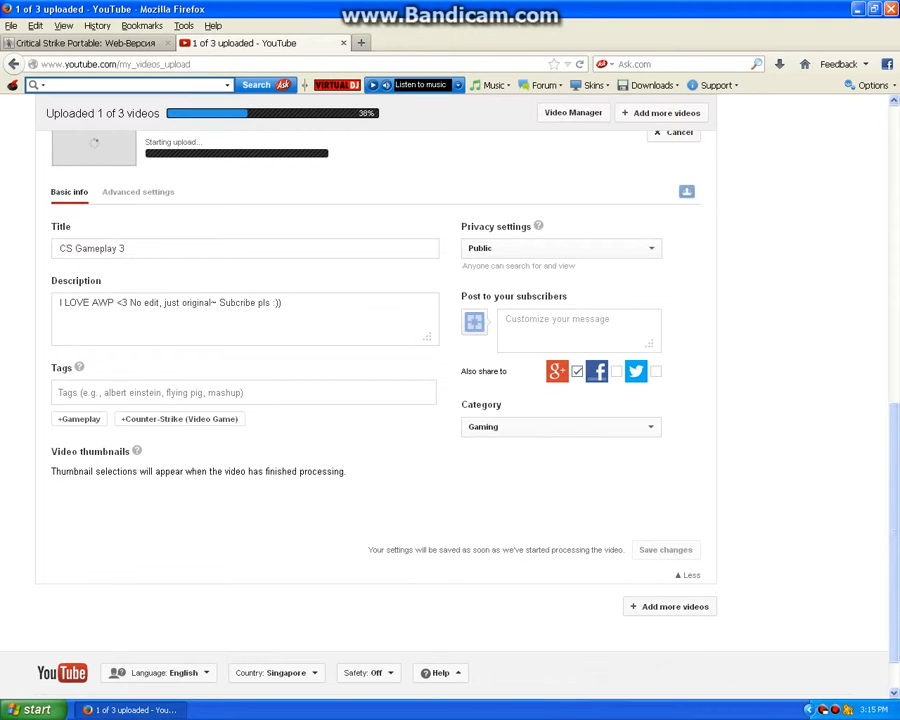 1 of 3 uploaded - YouTube - Mozilla Firefox
www.Bandicam.com
File Edit View History Bookmarks Tools Help
Critical Strike Portable: Web-Версия
1 of 3 uploaded - YouTube
www.youtube.com/my_videos_upload
Ask.com
Feedback
Search Ask
VIRTUALDJ
Listen to music
Music
Forum
Skins
Downloads
Support
Options
Uploaded 1 of 3 videos
38%
Video Manager
+ Add more videos
Starting upload...
x Cancel
Basic info
Advanced settings
Title
CS Gameplay 3
Description
I LOVE AWP <3 No edit, just original~ Subcribe pls :))
Tags ?
Tags (e.g., albert einstein, flying pig, mashup)
+Gameplay
+Counter-Strike (Video Game)
Video thumbnails ?
Thumbnail selections will appear when the video has finished processing.
Privacy settings ?
Public
Anyone can search for and view
Post to your subscribers
Customize your message
Also share to
g+
f
Category
Gaming
Your settings will be saved as soon as we've started processing the video.
Save changes
▲ Less
+ Add more videos
YouTube
Language: English
Country: Singapore
Safety: Off
Help
start
1 of 3 uploaded - You...
3:15 PM